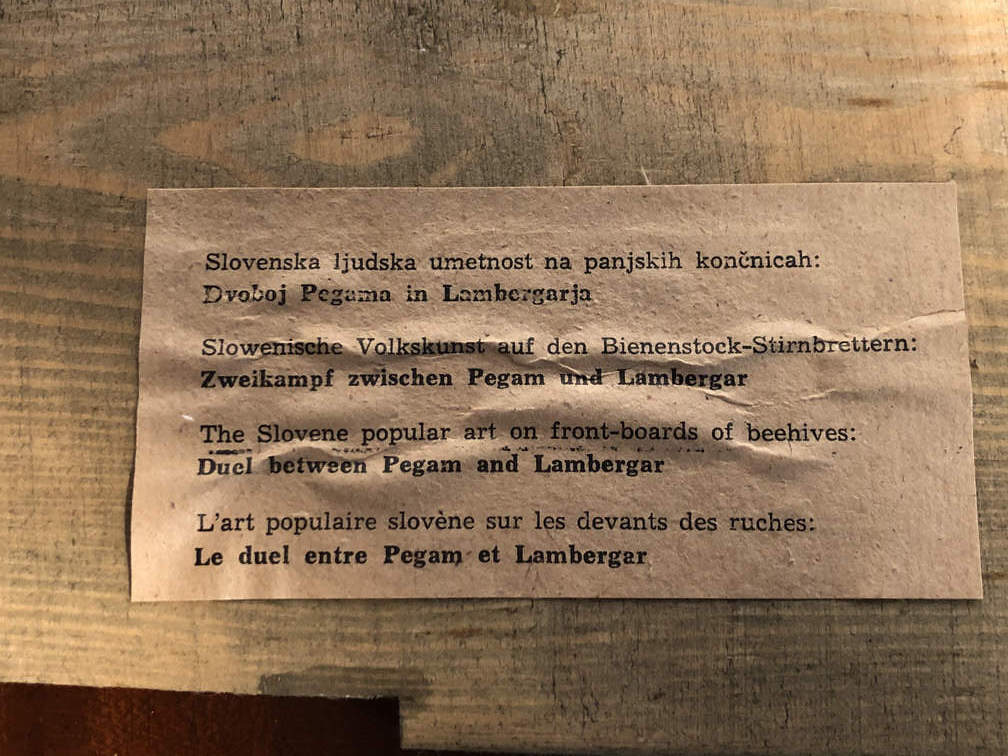 Slovenska ljudska umetnost na panjskih končnicah:
Dvoboj Pegama in Lambergarja
Slowenische Volkskunst auf den Bienenstock-Stirnbrettern:
Zweikampf zwischen Pegam und Lambergar
The Slovene popular art on front-boards of beehives:
Duel between Pegam and Lambergar
L'art populaire slovène sur les devants des ruches:
Le duel entre Pegam et Lambergar